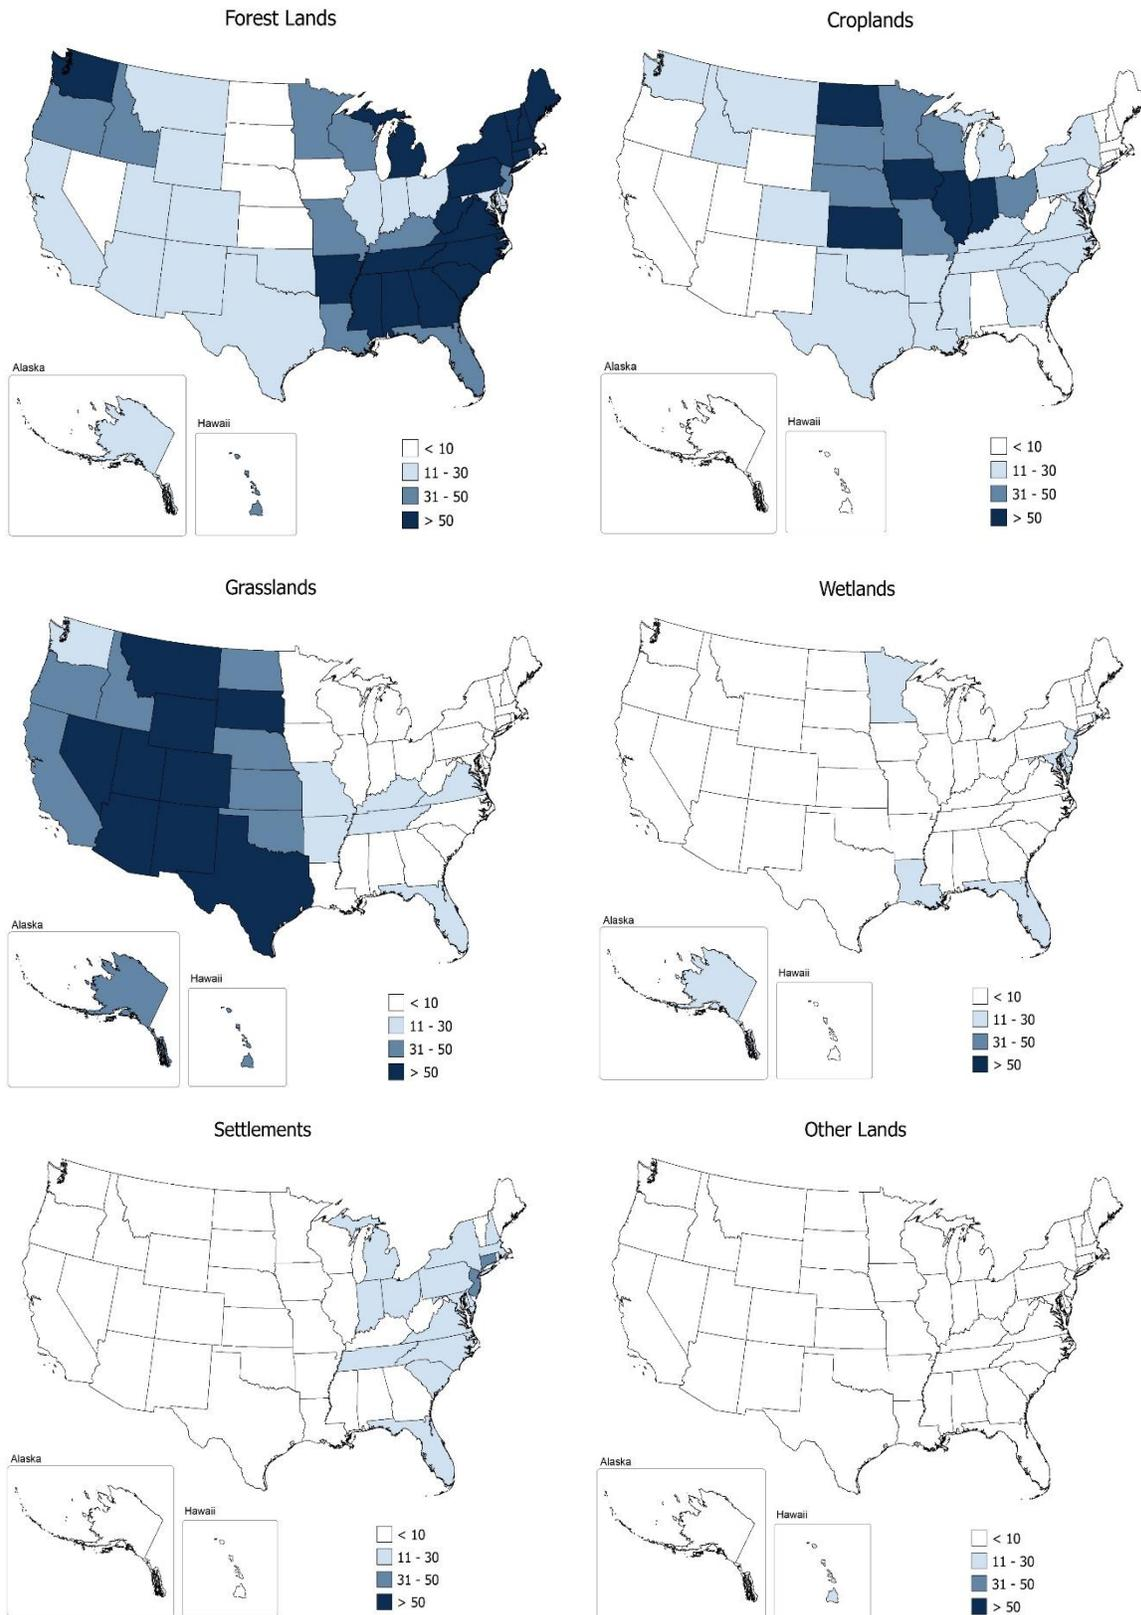 Forest Lands
Alaska
Hawaii
< 10
11 - 30
31 - 50
> 50
Croplands
Alaska
Hawaii
< 10
11 - 30
31 - 50
> 50
Grasslands
Alaska
Hawaii
< 10
11 - 30
31 - 50
> 50
Wetlands
Alaska
Hawaii
< 10
11 - 30
31 - 50
> 50
Settlements
Alaska
Hawaii
< 10
11 - 30
31 - 50
> 50
Other Lands
Alaska
Hawaii
< 10
11 - 30
31 - 50
> 50